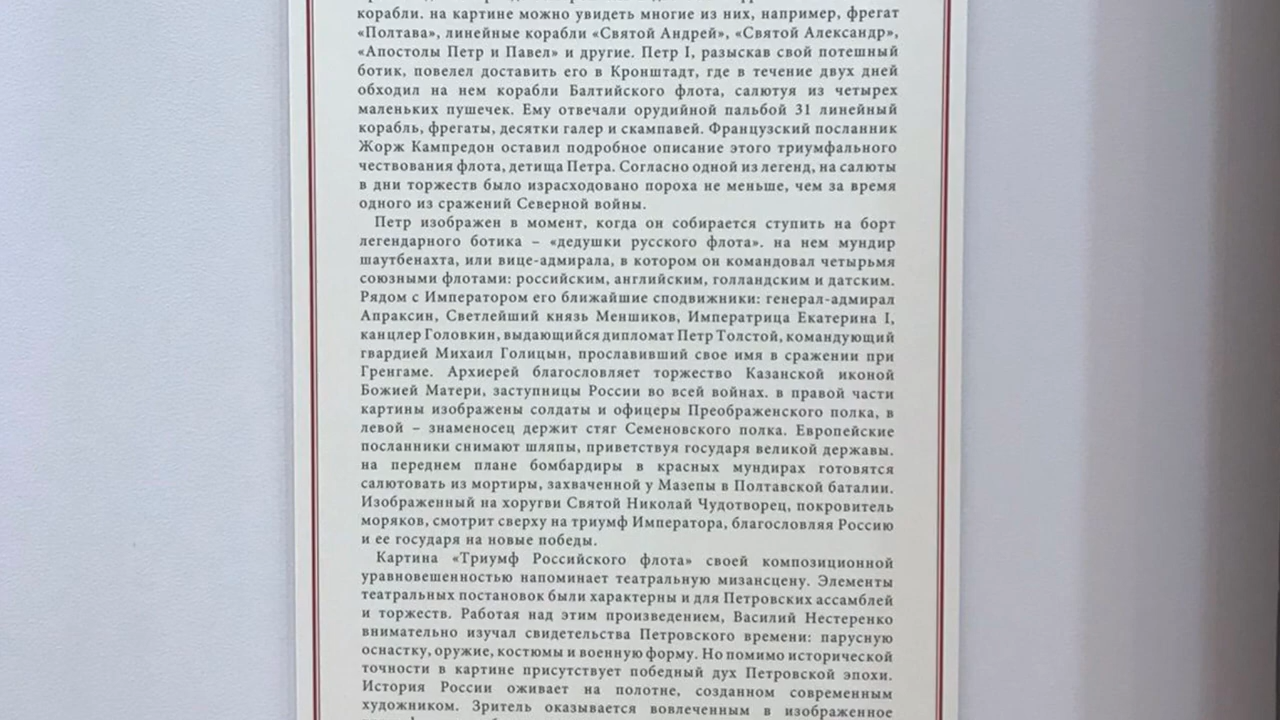 корабли. на картине можно увидеть многие из них, например, фрегат
«Полтава», линейные корабли «Святой Андрей», «Святой Александр»,
«Апостолы Петр и Павел» и другие. Петр I, разыскав свой потешный
ботик, повелел доставить его в Кронштадт, где в течение двух дней
обходил на нем корабли Балтийского флота, салютуя из четырех
маленьких пушечек. Ему отвечали орудийной пальбой 31 линейный
корабль, фрегаты, десятки галер и скампавей. Французский посланник
Жорж Кампредон оставил подробное описание этого триумфального
чествования флота, детища Петра. Согласно одной из легенд, на салюты
в дни торжеств было израсходовано пороха не меньше, чем за время
одного из сражений Северной войны.
Петр изображен в момент, когда он собирается ступить на борт
легендарного ботика – «дедушки русского флота». на нем мундир
шаутбенахта, или вице-адмирала, в котором он командовал четырьмя
союзными флотами: российским, английским, голландским и датским.
Рядом с Императором его ближайшие сподвижники: генерал-адмирал
Апраксин, Светлейший князь Меншиков, Императрица Екатерина I,
канцлер Головкин, выдающийся дипломат Петр Толстой, командующий
гвардией Михаил Голицын, прославивший свое имя в сражении при
Гренгаме. Архиерей благословляет торжество Казанской иконой
Божией Матери, заступницы России во всей войнах. в правой части
картины изображены солдаты и офицеры Преображенского полка, в
левой – знаменосец держит стяг Семеновского полка. Европейские
посланники снимают шляпы, приветствуя государя великой державы.
на переднем плане бомбардиры в красных мундирах готовятся
салютовать из мортиры, захваченной у Мазепы в Полтавской баталии.
Изображенный на хоругви Святой Николай Чудотворец, покровитель
моряков, смотрит сверху на триумф Императора, благословляя Россию
и ее государя на новые победы.
Картина «Триумф Российского флота» своей композиционной
уравновешенностью напоминает театральную мизансцену. Элементы
театральных постановок были характерны и для Петровских ассамблей
и торжеств. Работая над этим произведением, Василий Нестеренко
внимательно изучал свидетельства Петровского времени: парусную
оснастку, оружие, костюмы и военную форму. Но помимо исторической
точности в картине присутствует победный дух Петровской эпохи.
История России оживает на полотне, созданном современным
художником. Зритель оказывается вовлеченным в изображенное